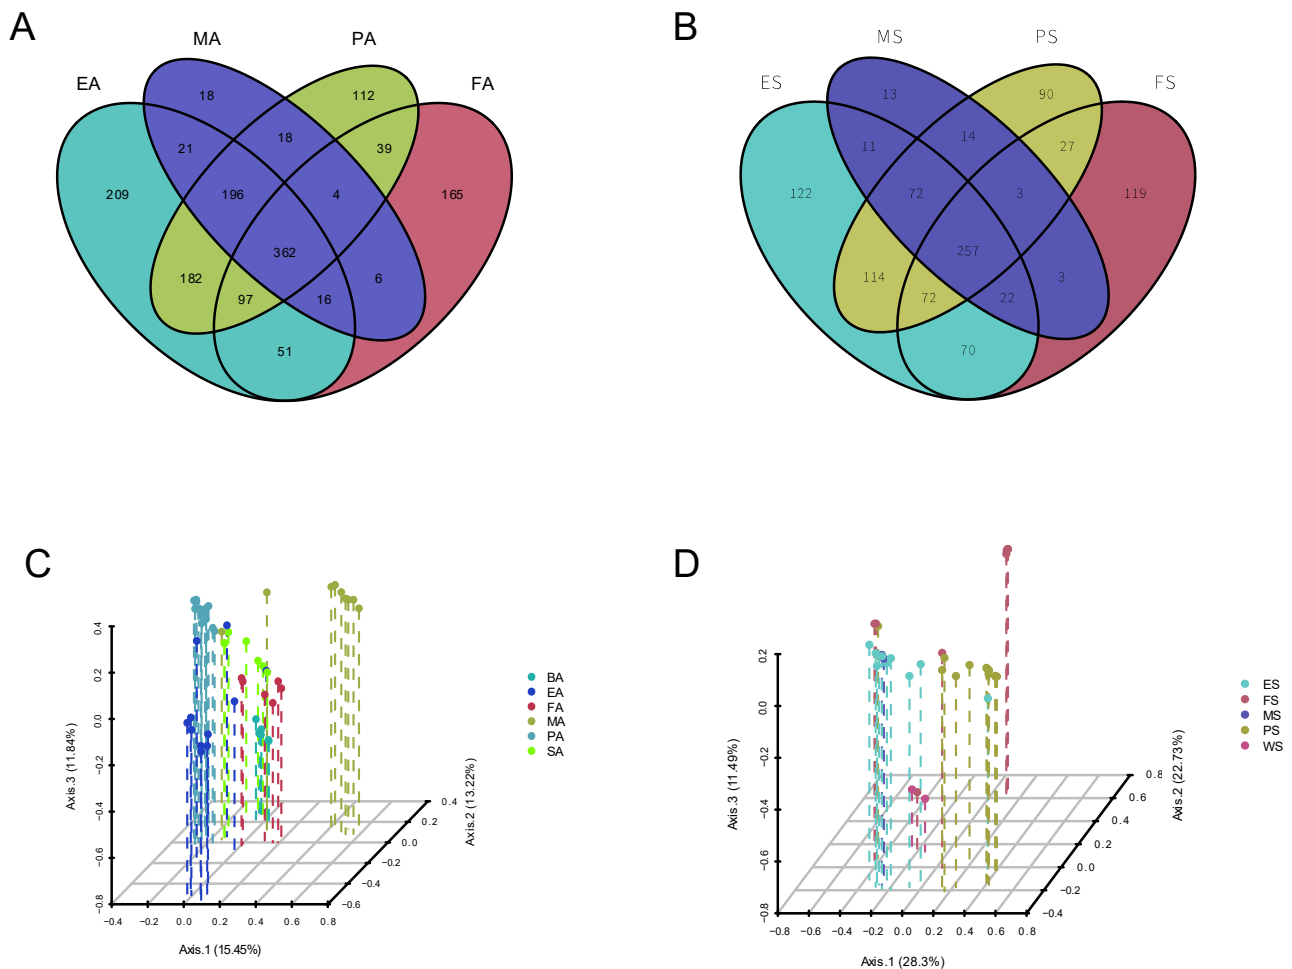 A
EA
MA
PA
FA
18
112
21
18
39
209
196
4
165
362
182
97
16
6
51
B
ES
MS
PS
FS
13
90
11
14
27
122
72
3
119
257
114
72
22
3
70
C
Axis.3 (11.84%)
0.4
0.2
0.0
−0.2
−0.4
−0.6
−0.8
−0.4
−0.2
0.0
0.2
0.4
0.6
0.8
Axis.1 (15.45%)
0.4
0.2
0.0
−0.4
−0.6
Axis.2 (13.22%)
BA
EA
FA
MA
PA
SA
D
Axis.3 (11.49%)
0.2
0.0
−0.2
−0.4
−0.6
−0.8
−0.8
−0.6
−0.4
−0.2
0.0
0.2
0.4
0.6
0.8
Axis.1 (28.3%)
0.8
0.6
0.4
0.2
0.0
−0.2
−0.4
Axis.2 (22.73%)
ES
FS
MS
PS
WS